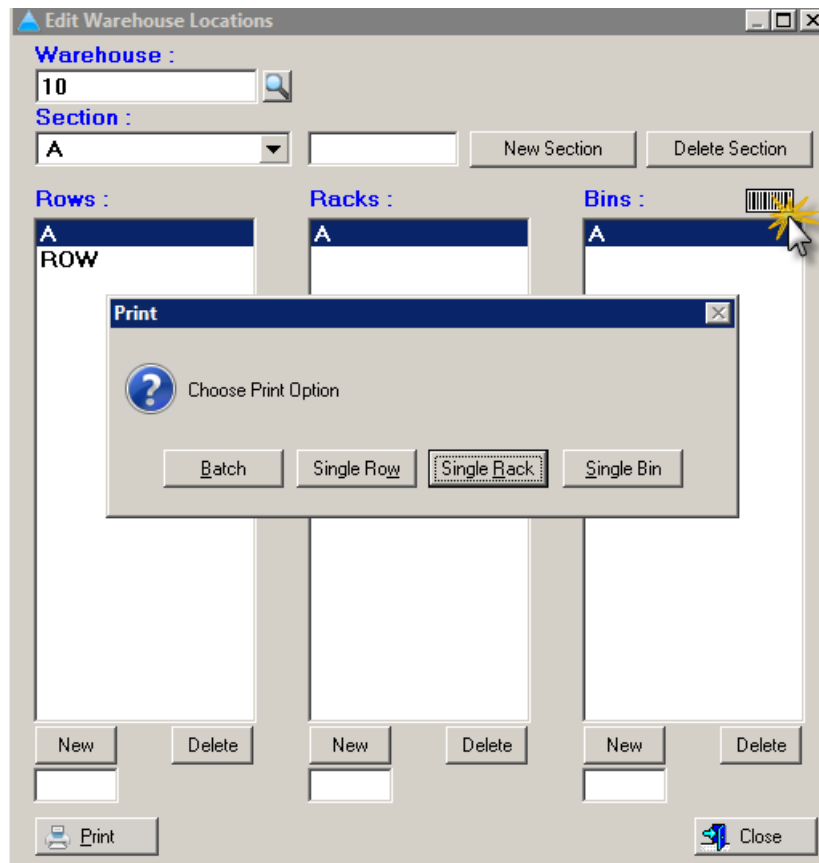 Edit Warehouse Locations
Warehouse :
10
Section :
A New Section Delete Section
Rows : Racks : Bins :
A A A
ROW
Print
Choose Print Option
Batch Single Row Single Rack Single Bin
New Delete New Delete New Delete
Print Close